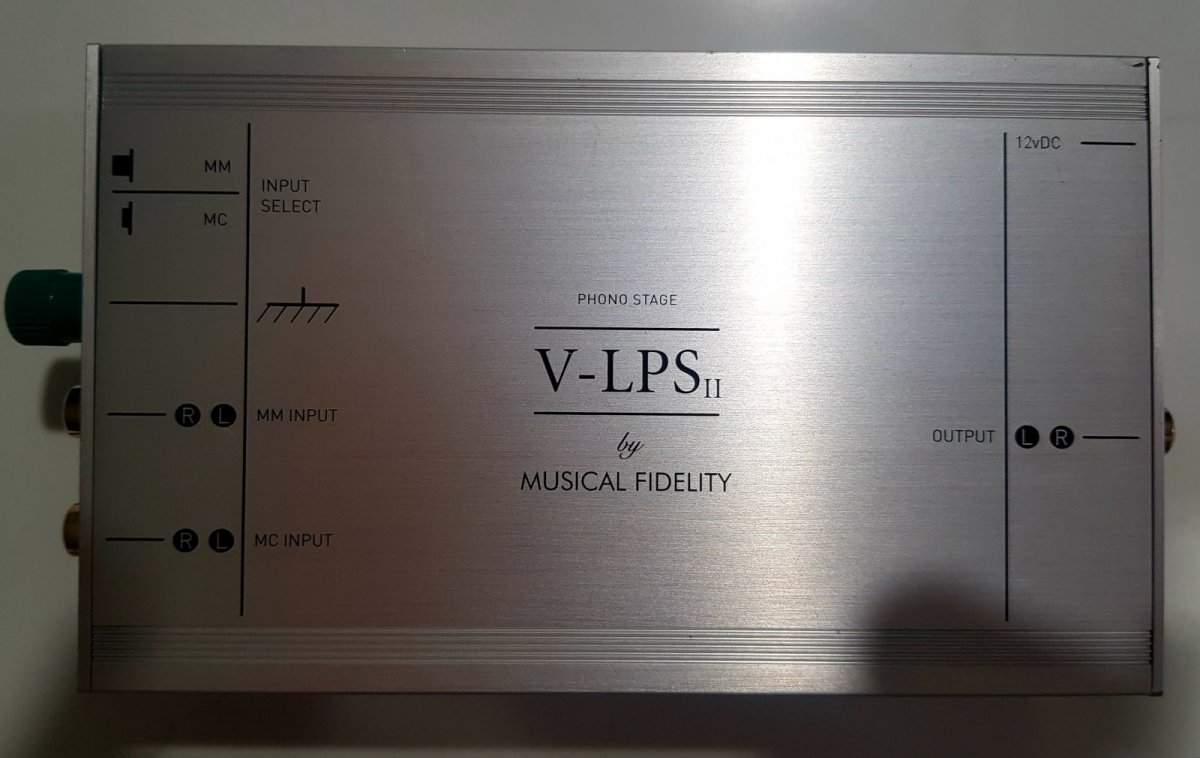 MM
MC
INPUT
SELECT
R L MM INPUT
R L MC INPUT
PHONO STAGE
V-LPSII
by
MUSICAL FIDELITY
12vDC
OUTPUT L R